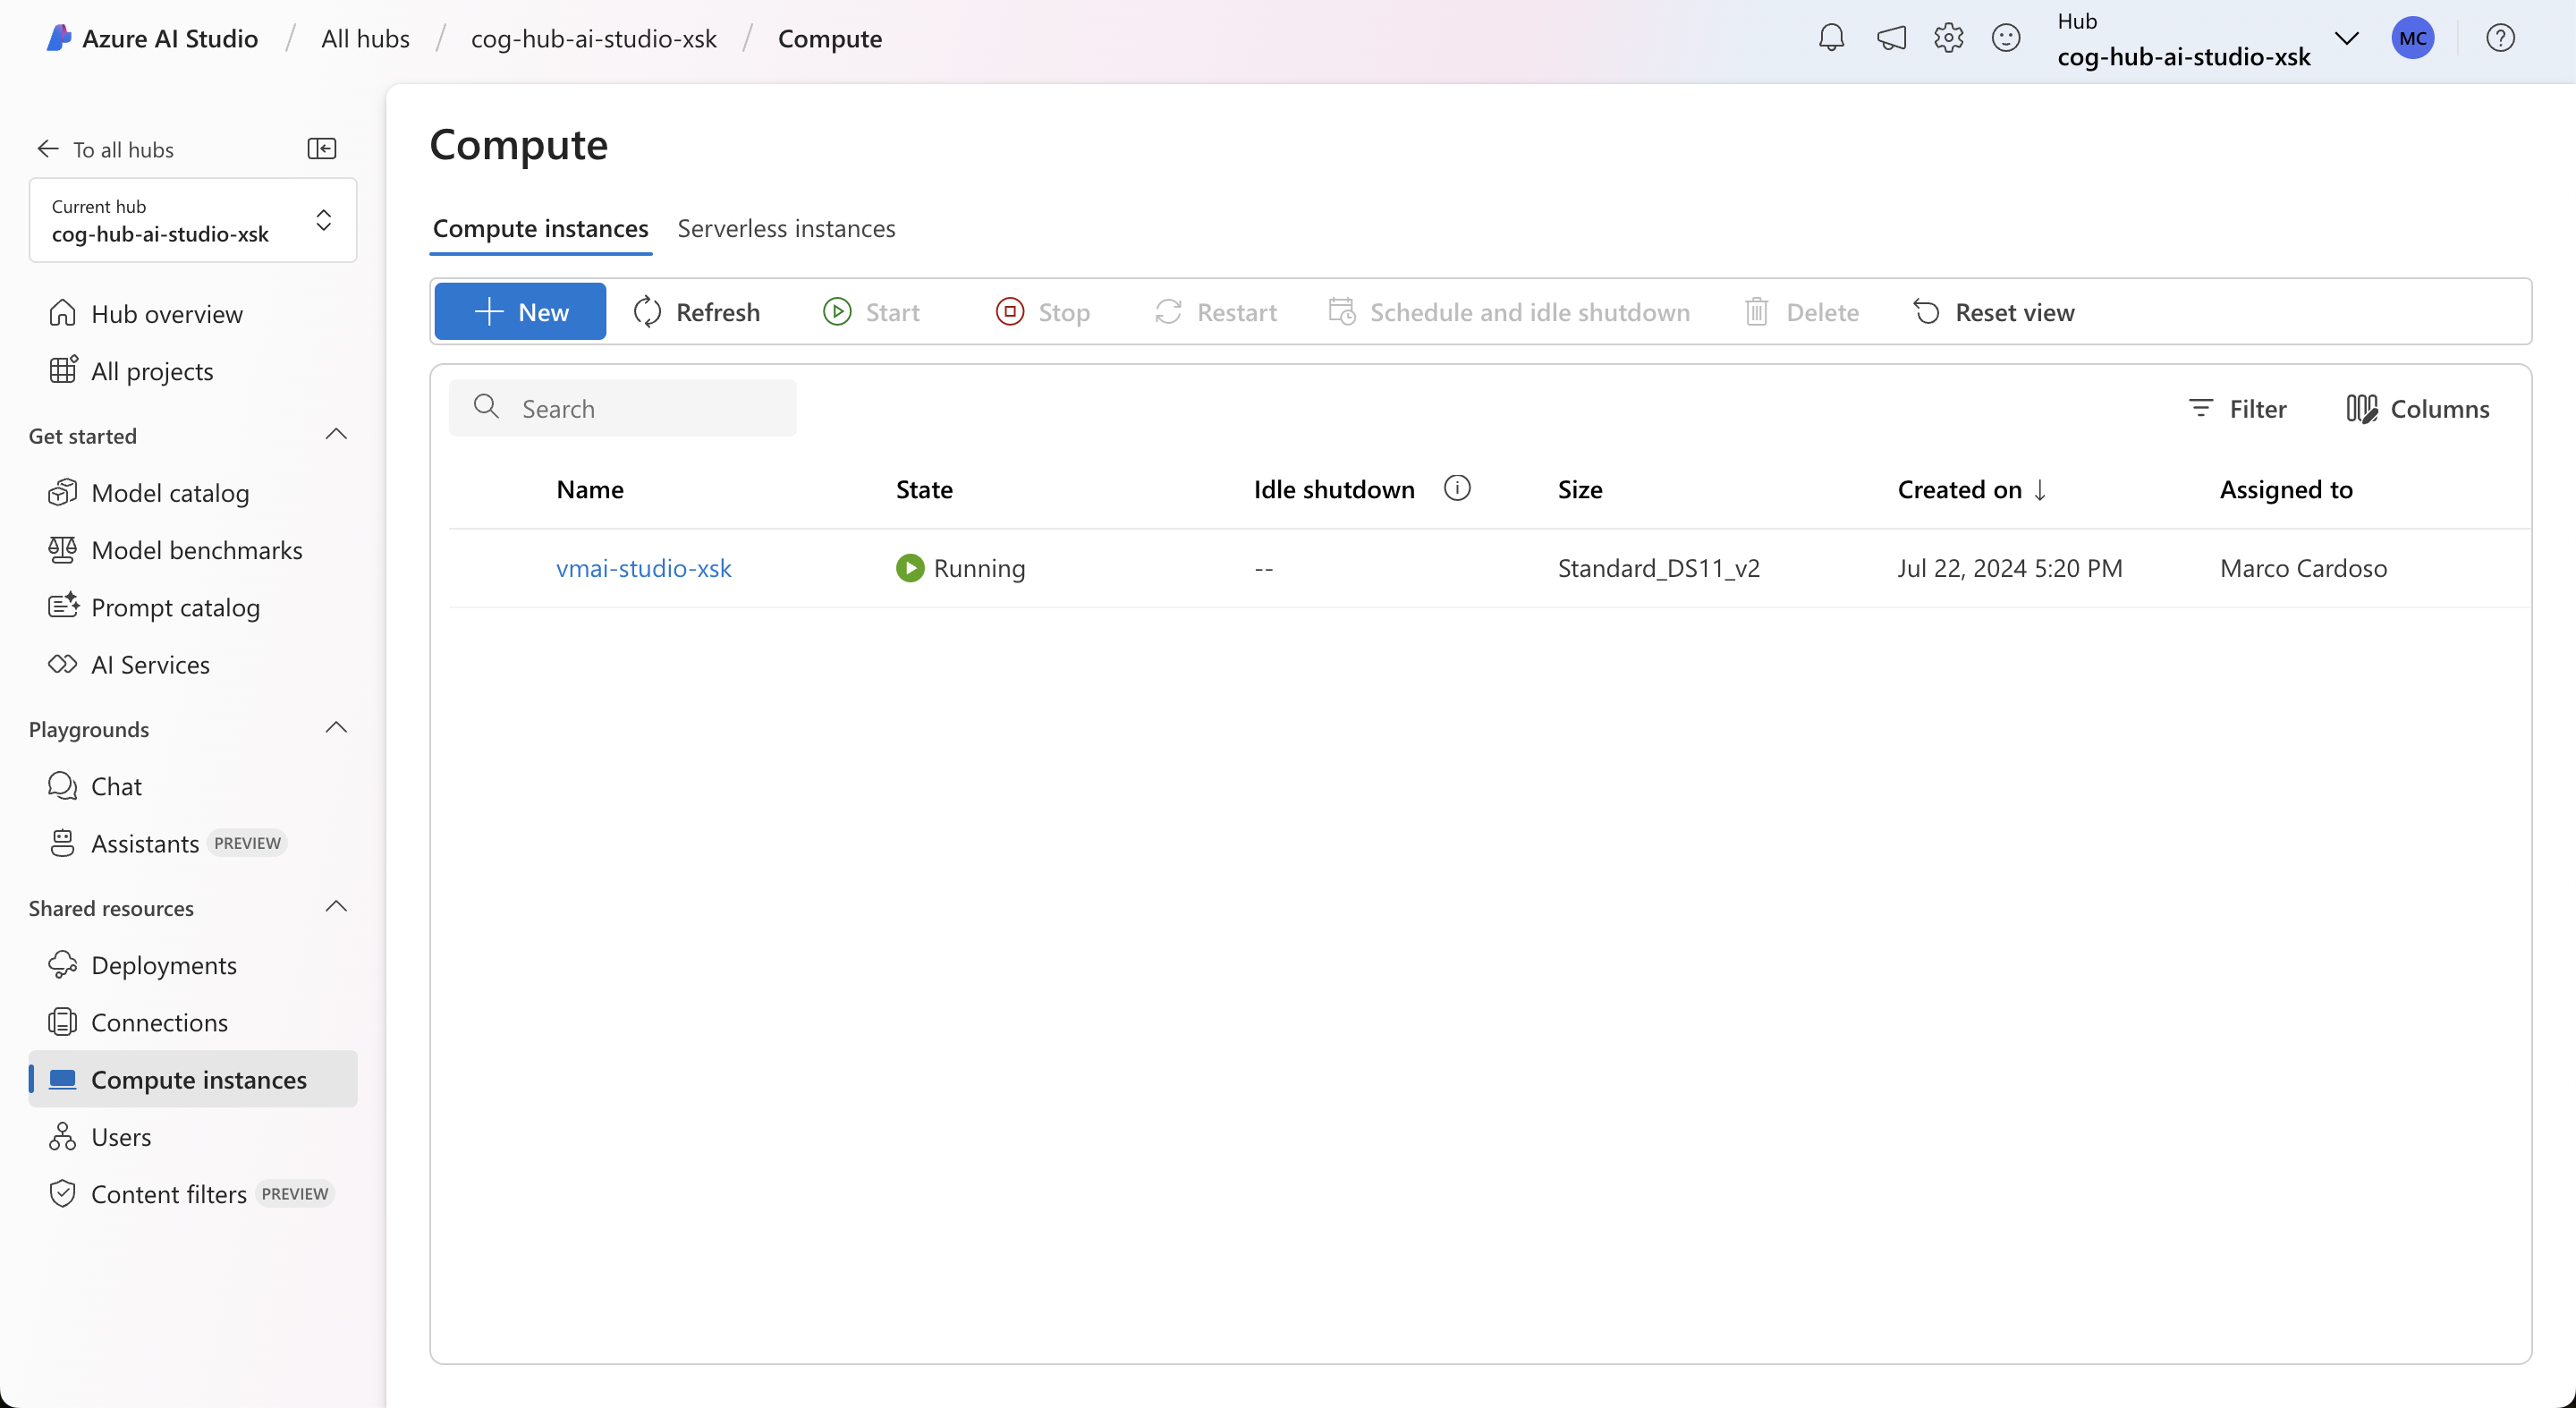 Azure AI Studio / All hubs / cog-hub-ai-studio-xsk / Compute
Hub
cog-hub-ai-studio-xsk
MC
To all hubs
Current hub
cog-hub-ai-studio-xsk
Hub overview
All projects
Get started
Model catalog
Model benchmarks
Prompt catalog
AI Services
Playgrounds
Chat
Assistants PREVIEW
Shared resources
Deployments
Connections
Compute instances
Users
Content filters PREVIEW
Compute
Compute instances Serverless instances
New Refresh Start Stop Restart Schedule and idle shutdown Delete Reset view
Search Filter Columns
Name State Idle shutdown Size Created on ↓ Assigned to
vmai-studio-xsk Running -- Standard_DS11_v2 Jul 22, 2024 5:20 PM Marco Cardoso